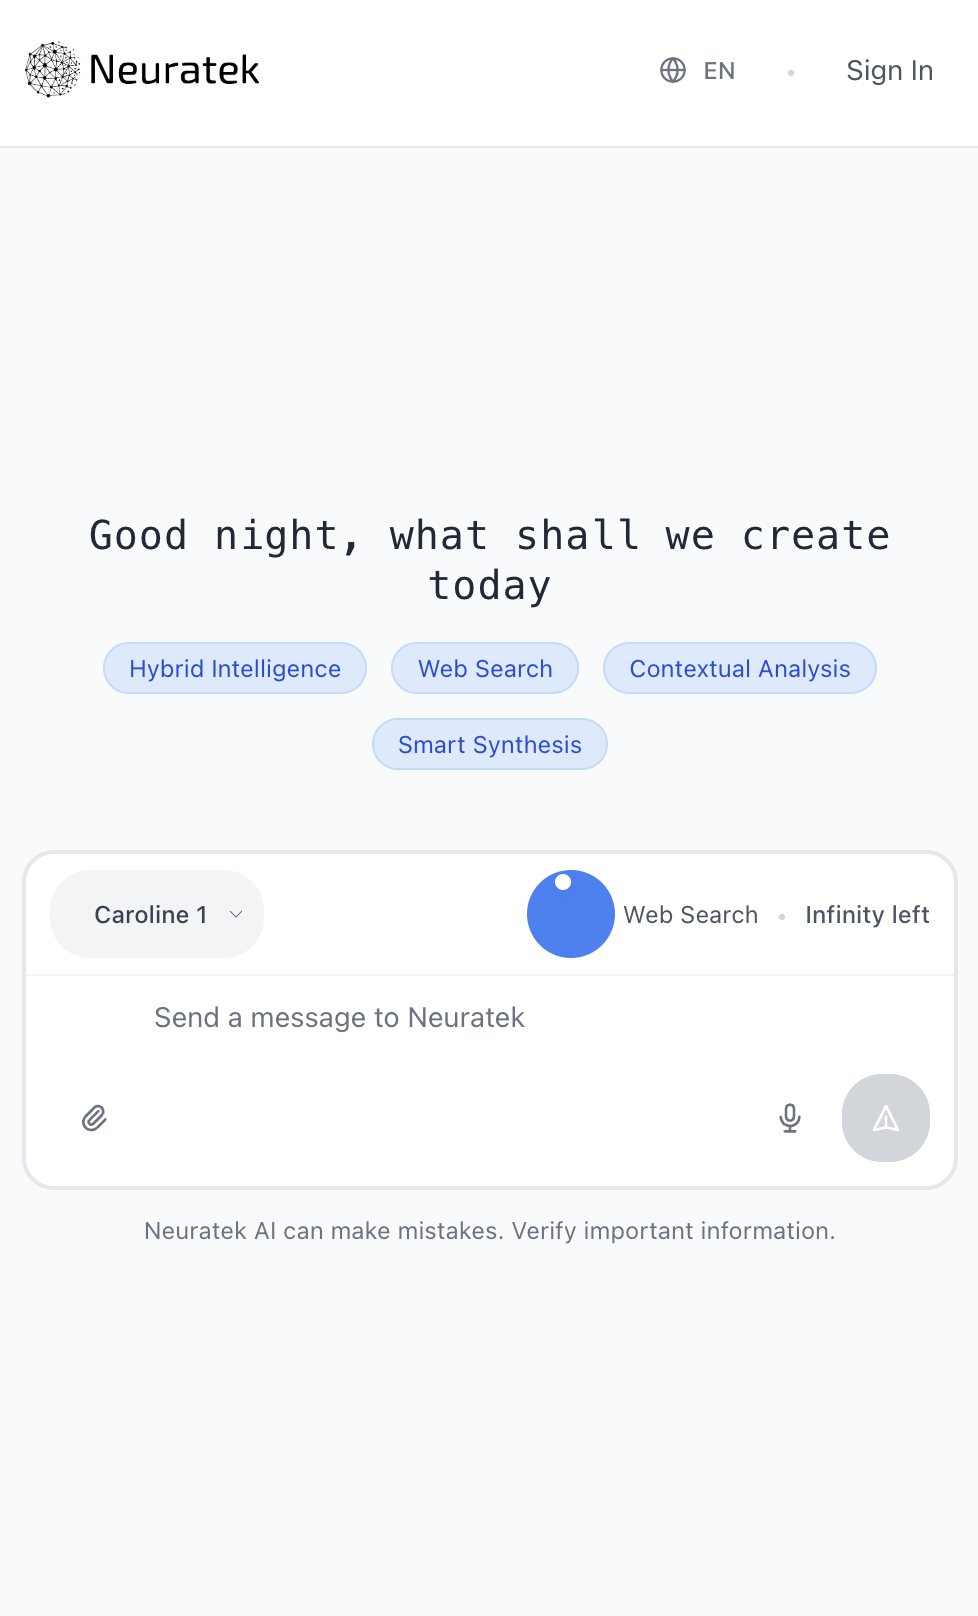 Neuratek
EN
Sign In
Good night, what shall we create
today
Hybrid Intelligence
Web Search
Contextual Analysis
Smart Synthesis
Caroline 1
Web Search
Infinity left
Send a message to Neuratek
Neuratek AI can make mistakes. Verify important information.